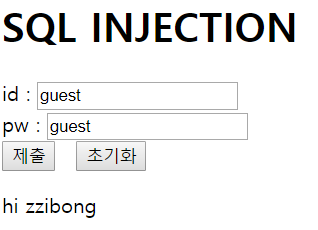 SQL INJECTION
id : guest
pw : guest
제출 초기화
hi zzibong